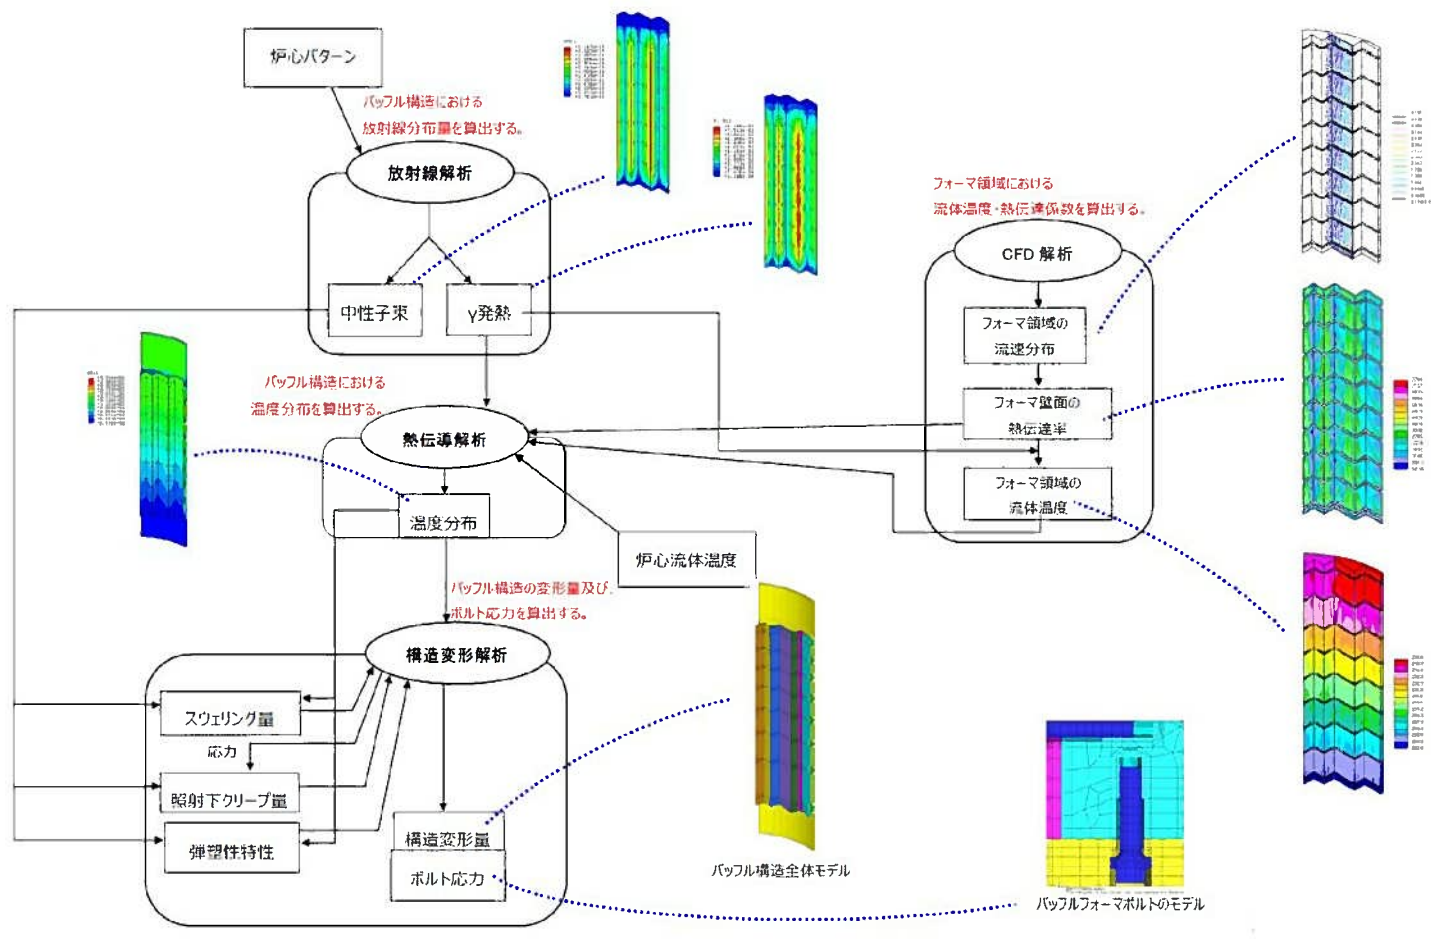 炉心パターン
バッフル構造における
放射線分布量を算出する。
放射線解析
中性子束
γ発熱
フォーマ領域における
流体温度・熱伝達係数を算出する。
CFD 解析
フォーマ領域の
流速分布
フォーマ壁面の
熱伝達率
フォーマ領域の
流体温度
バッフル構造における
温度分布を算出する。
熱伝導解析
温度分布
炉心流体温度
バッフル構造の変形量及び、
ボルト応力を算出する。
構造変形解析
スウェリング量
応力
照射下クリープ量
弾塑性特性
構造変形量
ボルト応力
バッフル構造全体モデル
バッフルフォーマボルトのモデル